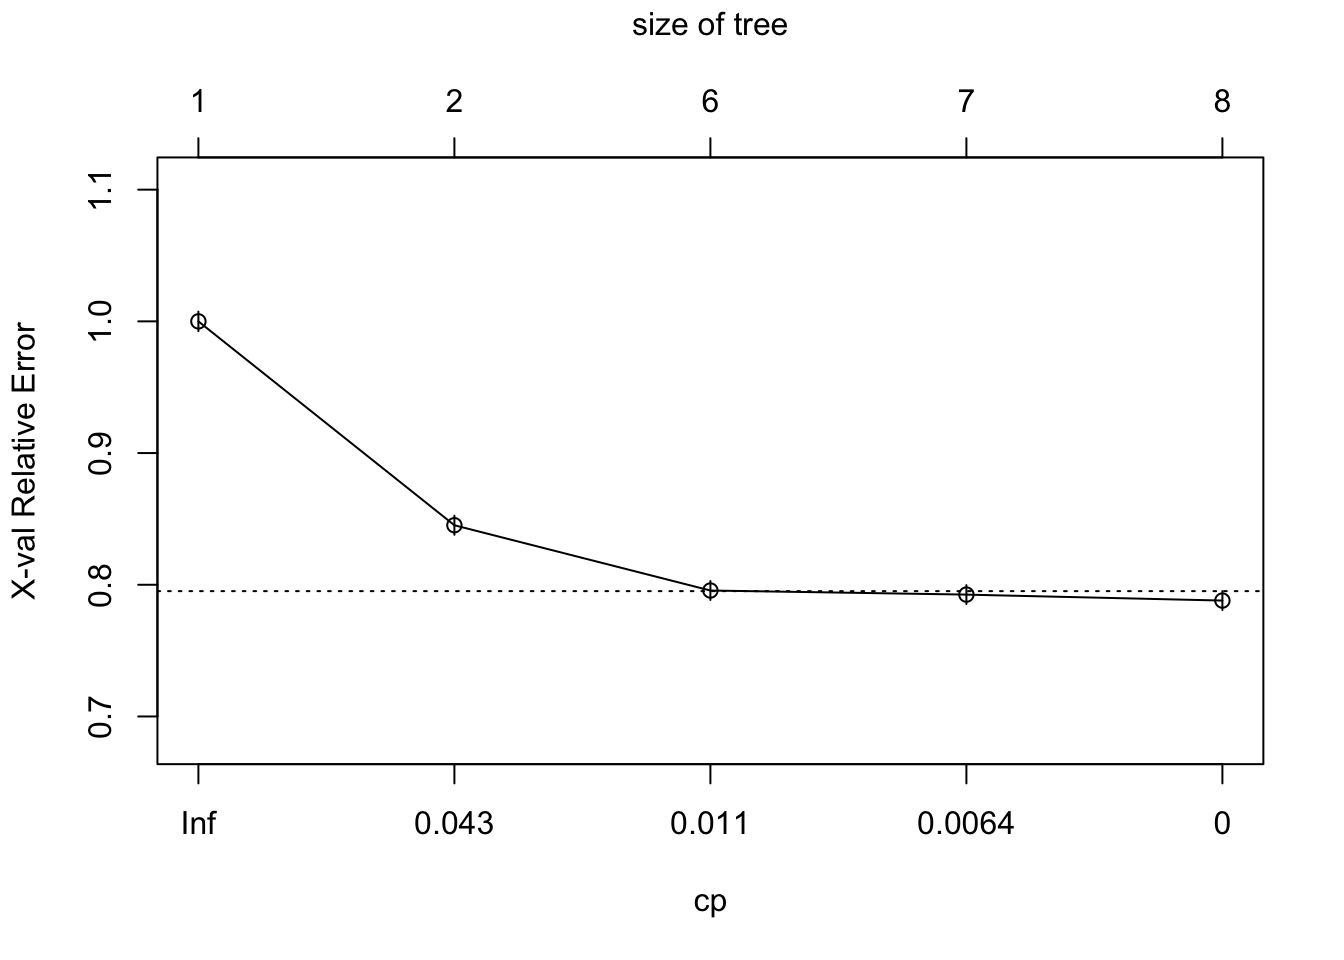 size of tree
1 2 6 7 8
1.1
1.0
0.9
0.8
0.7
X-val Relative Error
Inf 0.043 0.011 0.0064 0
cp